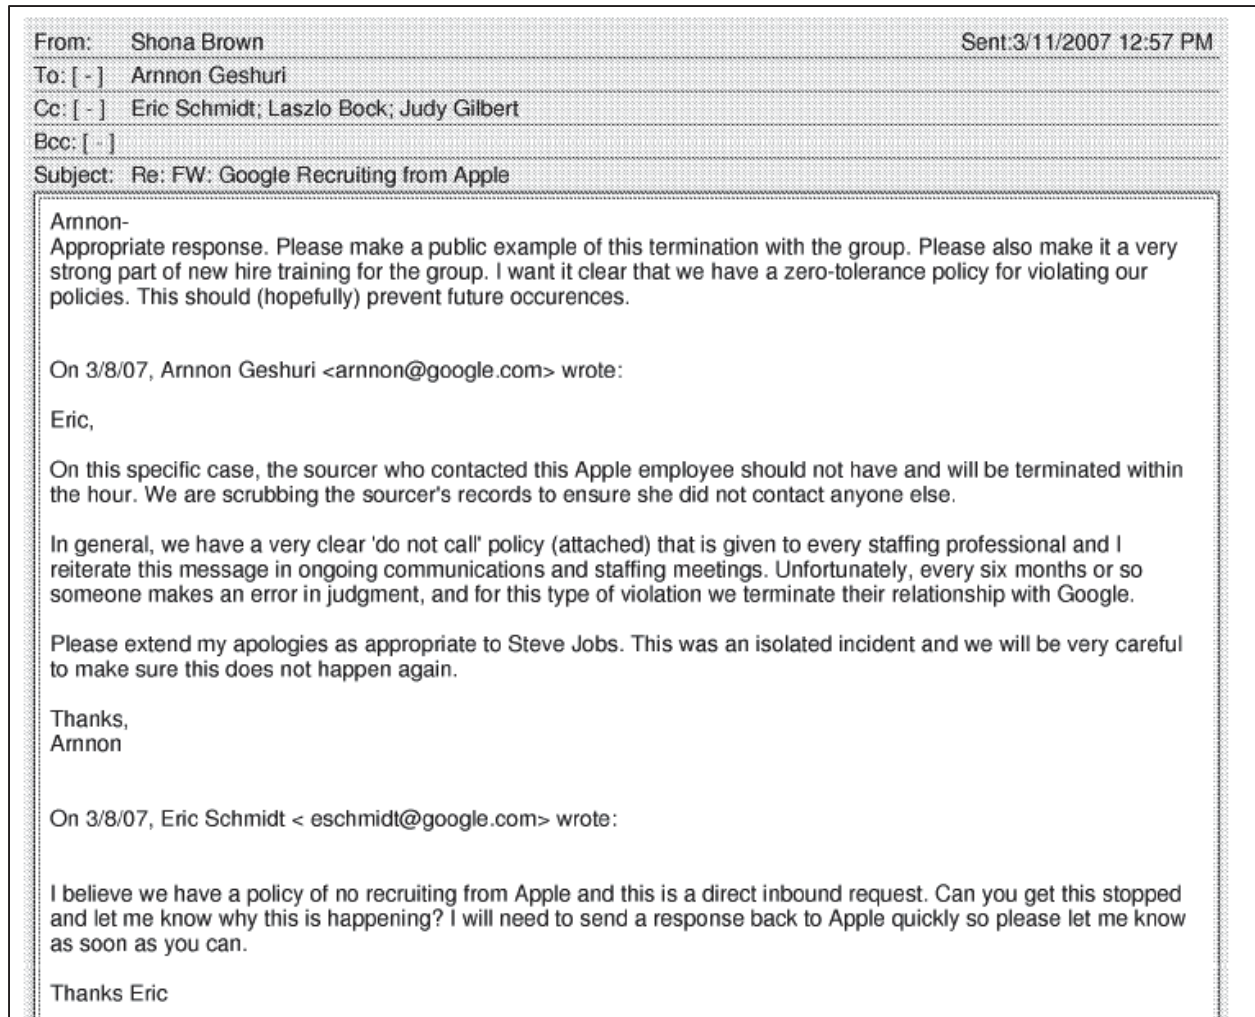 From: Shona Brown Sent:3/11/2007 12:57 PM
To: [ - ] Arnnon Geshuri
Cc: [ - ] Eric Schmidt; Laszlo Bock; Judy Gilbert
Bcc: [ - ]
Subject: Re: FW: Google Recruiting from Apple
Arnnon-
Appropriate response. Please make a public example of this termination with the group. Please also make it a very
strong part of new hire training for the group. I want it clear that we have a zero-tolerance policy for violating our
policies. This should (hopefully) prevent future occurences.
On 3/8/07, Arnnon Geshuri <arnnon@google.com> wrote:
Eric,
On this specific case, the sourcer who contacted this Apple employee should not have and will be terminated within
the hour. We are scrubbing the sourcer's records to ensure she did not contact anyone else.
In general, we have a very clear 'do not call' policy (attached) that is given to every staffing professional and I
reiterate this message in ongoing communications and staffing meetings. Unfortunately, every six months or so
someone makes an error in judgment, and for this type of violation we terminate their relationship with Google.
Please extend my apologies as appropriate to Steve Jobs. This was an isolated incident and we will be very careful
to make sure this does not happen again.
Thanks,
Arnnon
On 3/8/07, Eric Schmidt < eschmidt@google.com> wrote:
I believe we have a policy of no recruiting from Apple and this is a direct inbound request. Can you get this stopped
and let me know why this is happening? I will need to send a response back to Apple quickly so please let me know
as soon as you can.
Thanks Eric